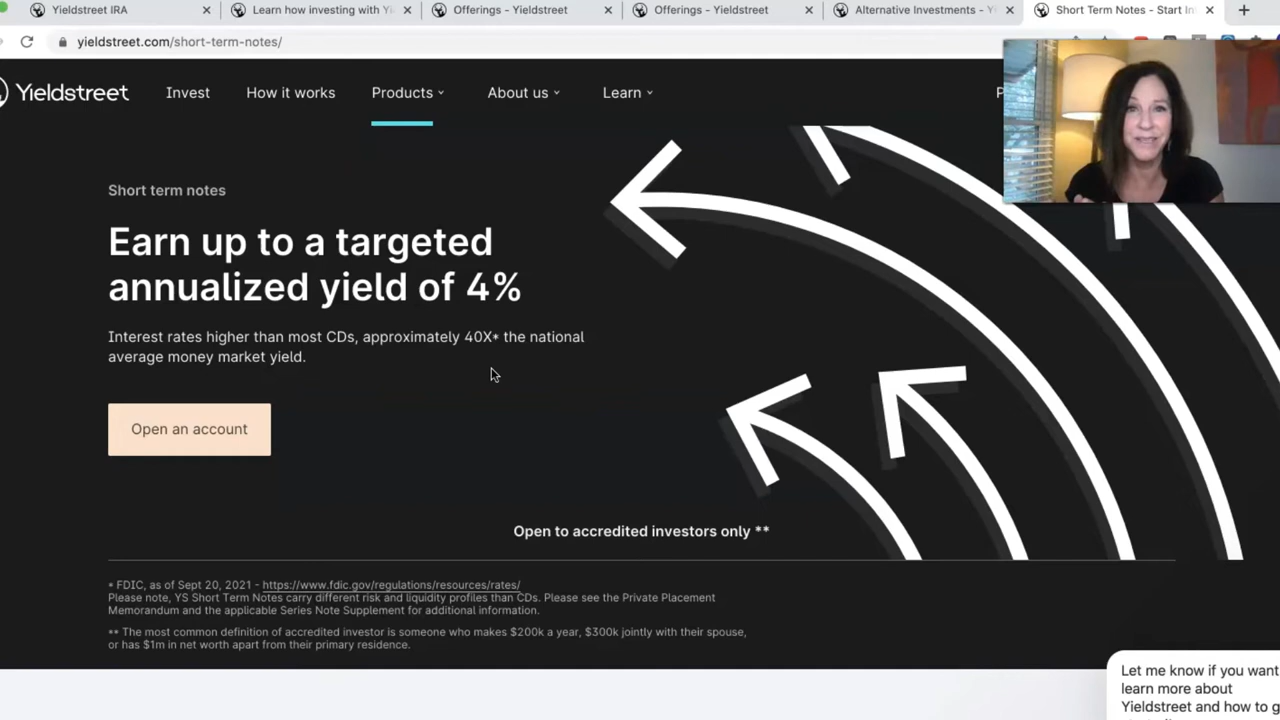 Yieldstreet IRA
Learn how investing with Yi
Offerings - Yieldstreet
Offerings - Yieldstreet
Alternative Investments - Yi
Short Term Notes - Start In
yieldstreet.com/short-term-notes/
Yieldstreet
Invest
How it works
Products
About us
Learn
P
Short term notes
Earn up to a targeted
annualized yield of 4%
Interest rates higher than most CDs, approximately 40X* the national
average money market yield.
Open an account
Open to accredited investors only **
* FDIC, as of Sept 20, 2021 - https://www.fdic.gov/regulations/resources/rates/
Please note, YS Short Term Notes carry different risk and liquidity profiles than CDs. Please see the Private Placement
Memorandum and the applicable Series Note Supplement for additional information.
** The most common definition of accredited investor is someone who makes $200k a year, $300k jointly with their spouse,
or has $1m in net worth apart from their primary residence.
Let me know if you want
learn more about
Yieldstreet and how to g